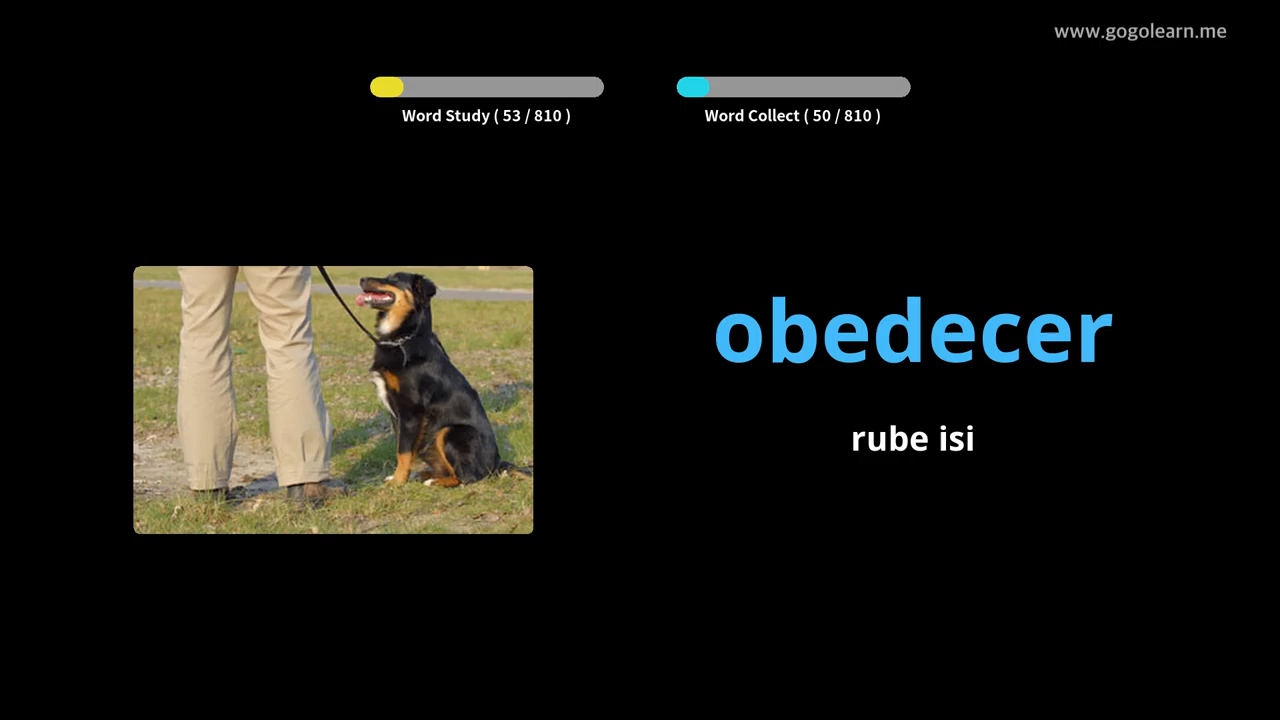 www.gogolearn.me
Word Study ( 53 / 810 )
Word Collect ( 50 / 810 )
obedecer
rube isi